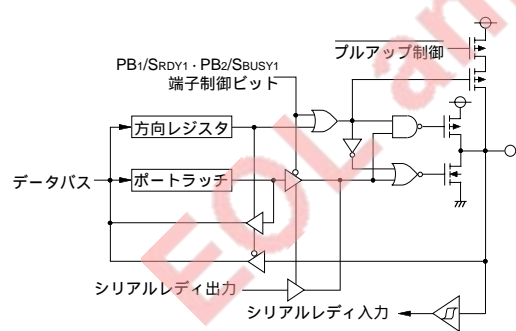 プルアップ制御
PB1/SRDY1・PB2/SBUSY1
端子制御ビット
方向レジスタ
データバス
ポートラッチ
シリアルレディ出力
シリアルレディ入力
EOL an